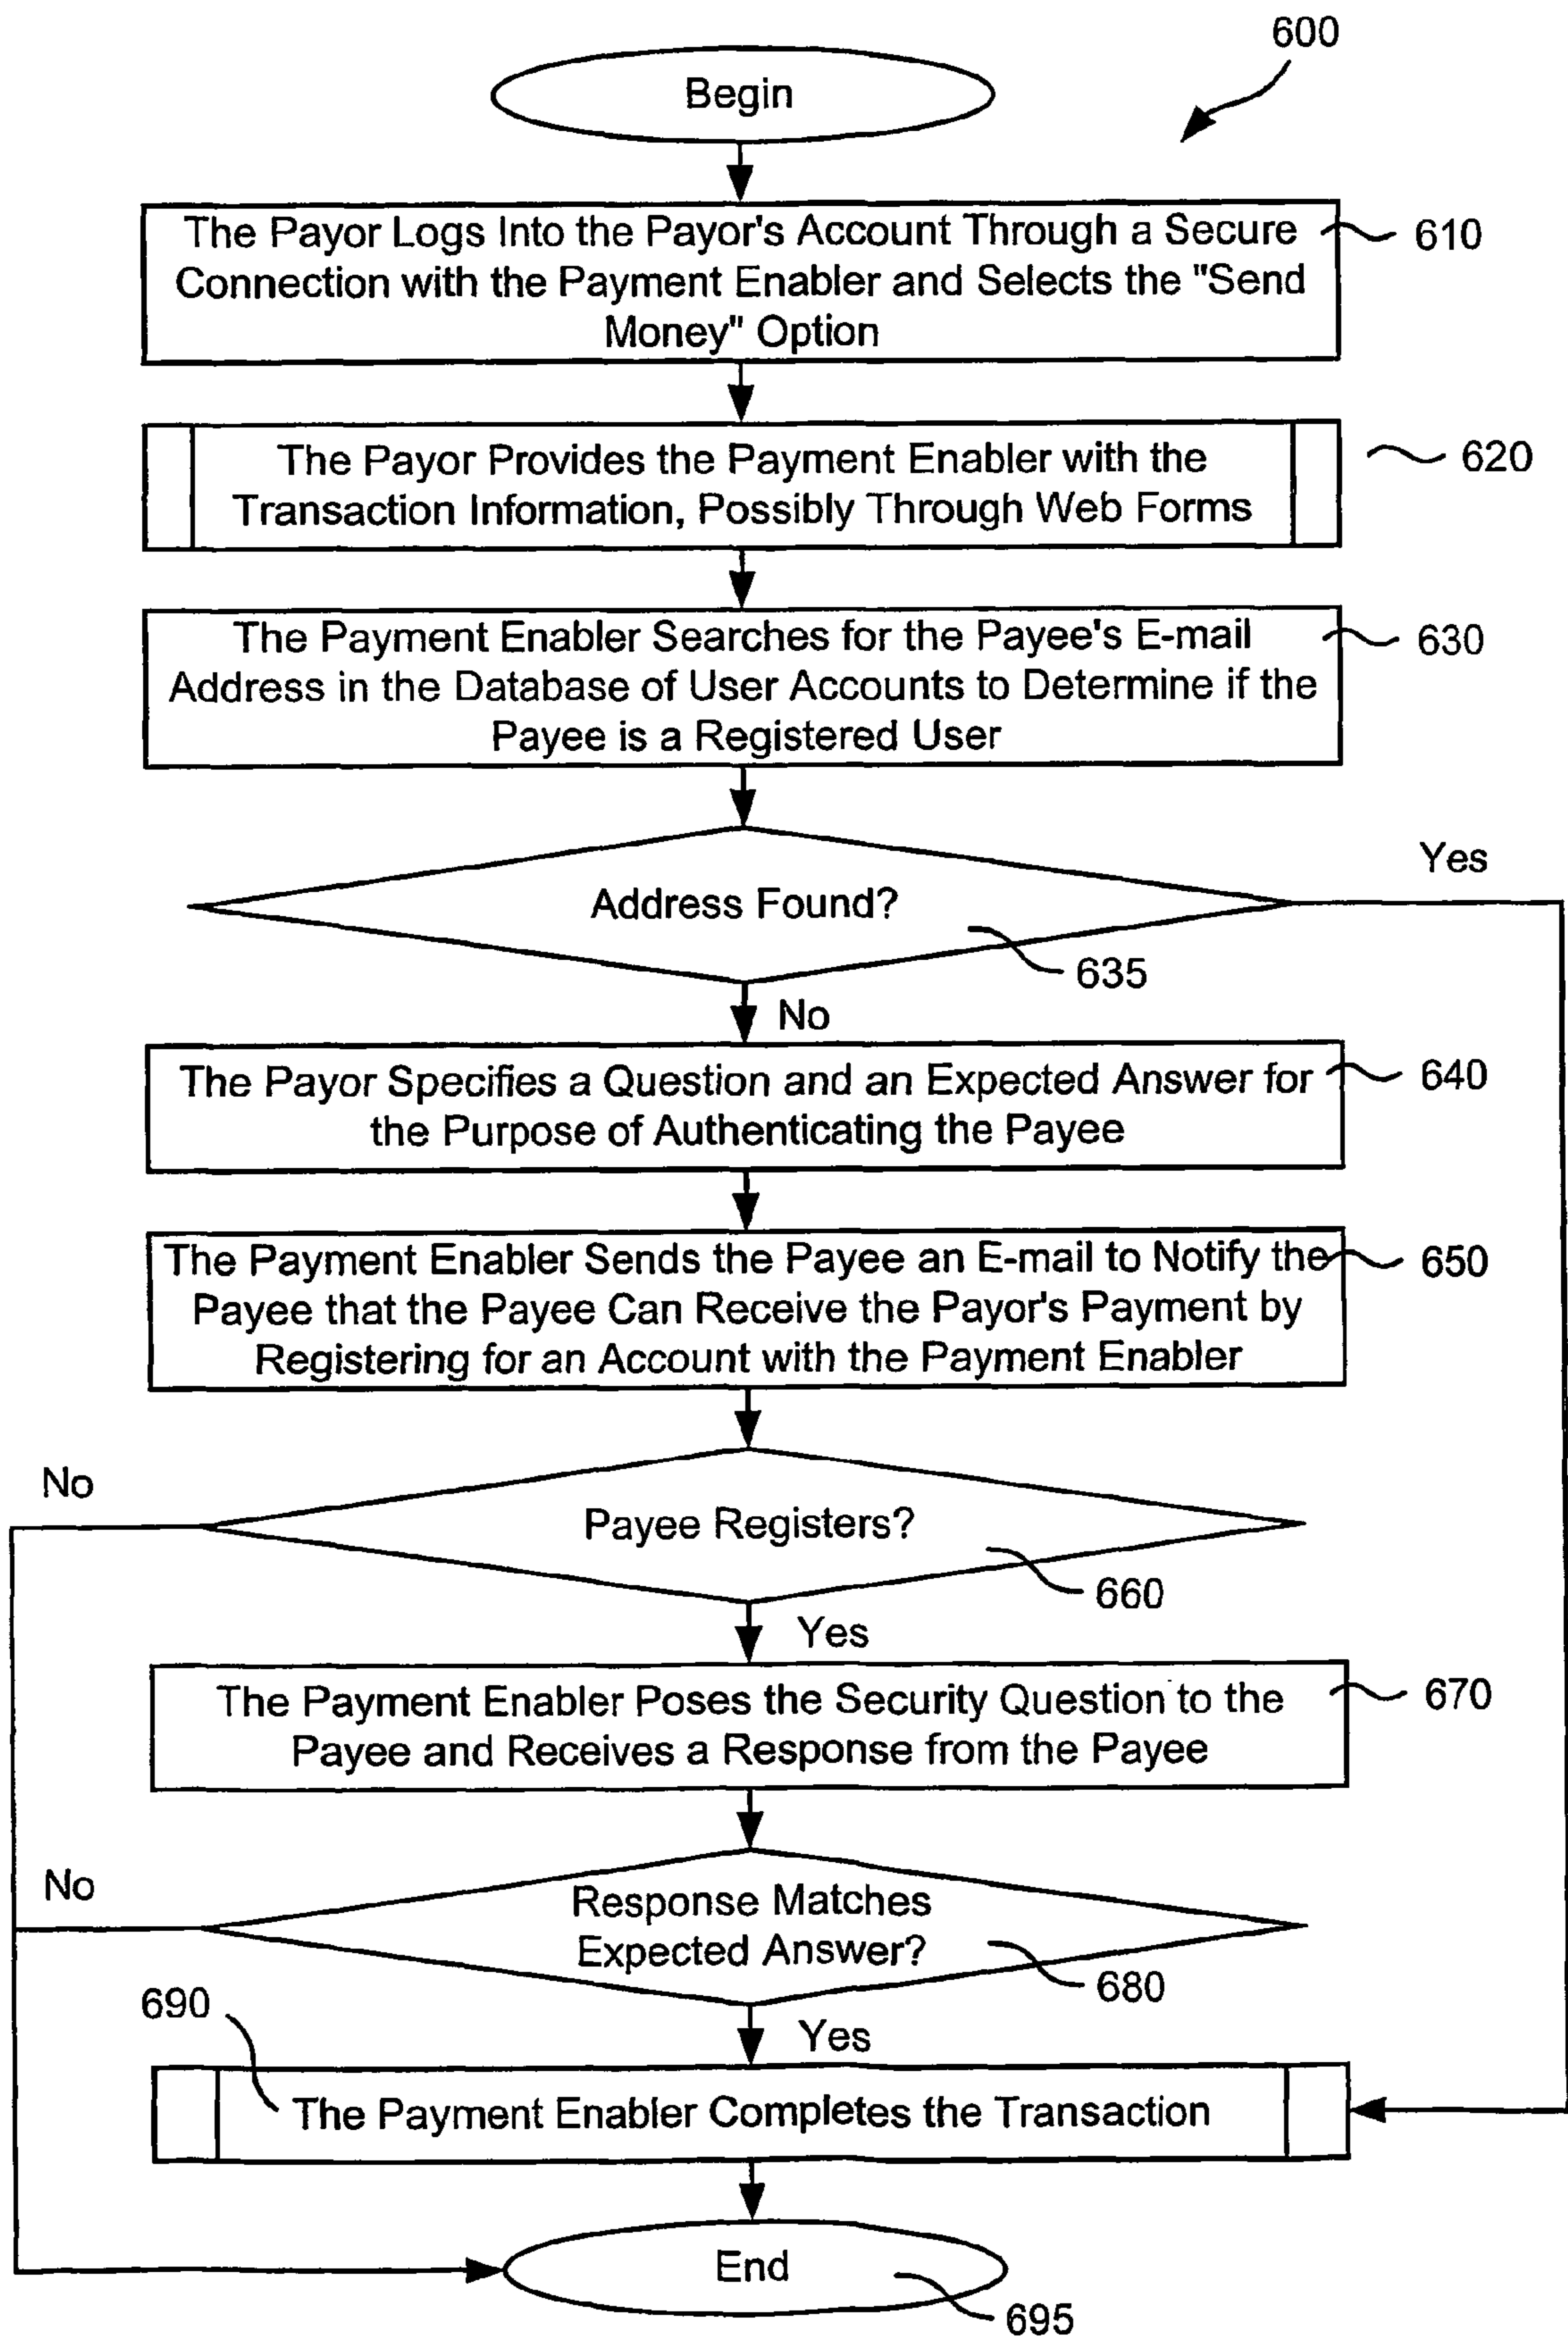 600
Begin
The Payor Logs Into the Payor's Account Through a Secure
Connection with the Payment Enabler and Selects the "Send
Money" Option
610
The Payor Provides the Payment Enabler with the
Transaction Information, Possibly Through Web Forms
620
The Payment Enabler Searches for the Payee's E-mail
Address in the Database of User Accounts to Determine if the
Payee is a Registered User
630
Address Found?
635
Yes
No
The Payor Specifies a Question and an Expected Answer for
the Purpose of Authenticating the Payee
640
The Payment Enabler Sends the Payee an E-mail to Notify the
Payee that the Payee Can Receive the Payor's Payment by
Registering for an Account with the Payment Enabler
650
No
Payee Registers?
660
Yes
The Payment Enabler Poses the Security Question to the
Payee and Receives a Response from the Payee
670
No
Response Matches
Expected Answer?
680
690
Yes
The Payment Enabler Completes the Transaction
End
695